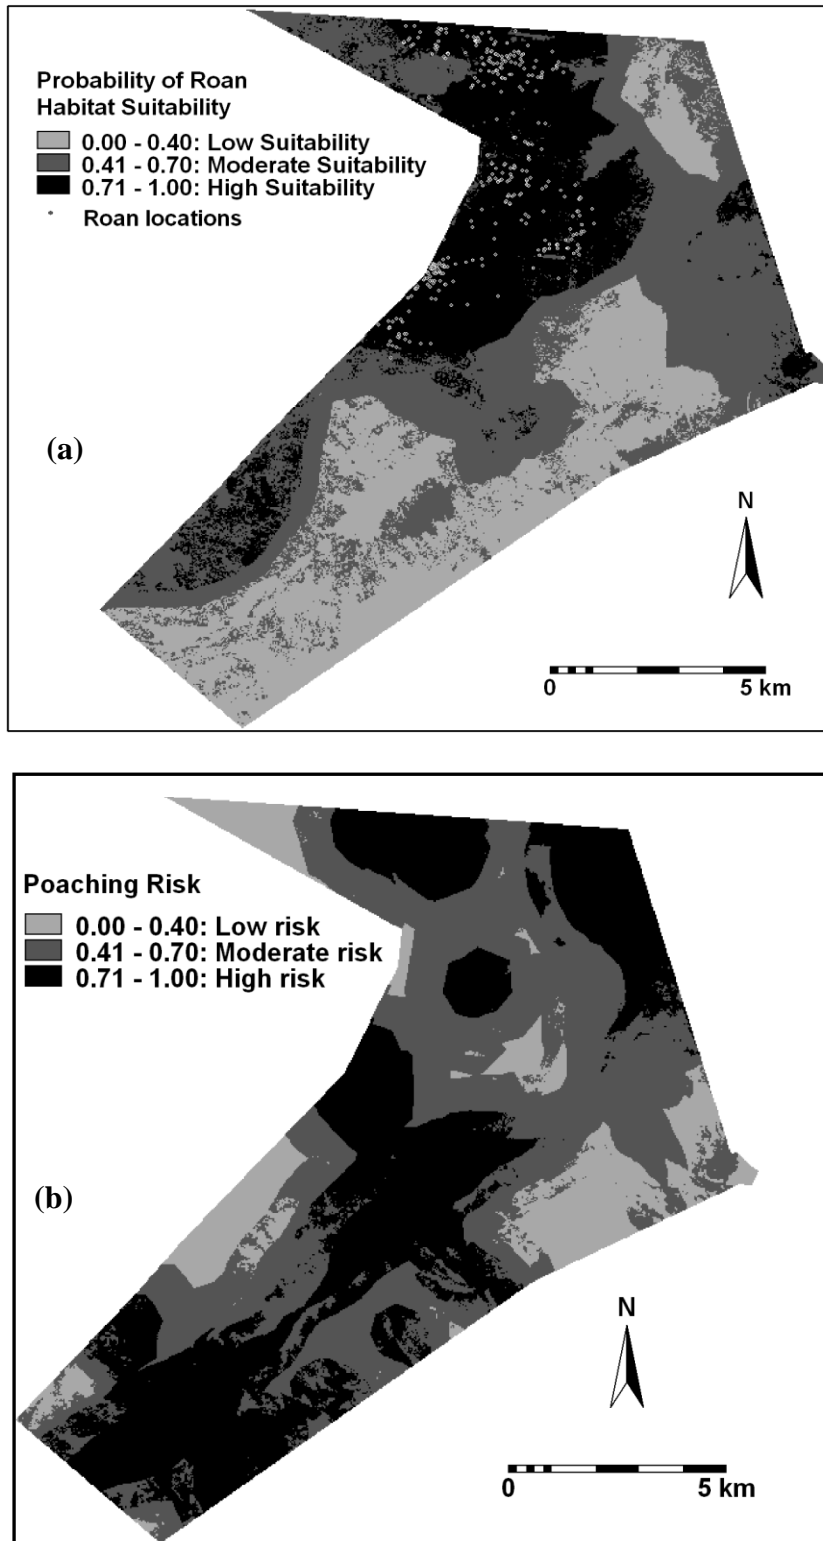 Probability of Roan
Habitat Suitability
0.00 - 0.40: Low Suitability
0.41 - 0.70: Moderate Suitability
0.71 - 1.00: High Suitability
Roan locations
(a)
N
0 5 km
Poaching Risk
0.00 - 0.40: Low risk
0.41 - 0.70: Moderate risk
0.71 - 1.00: High risk
(b)
N
0 5 km